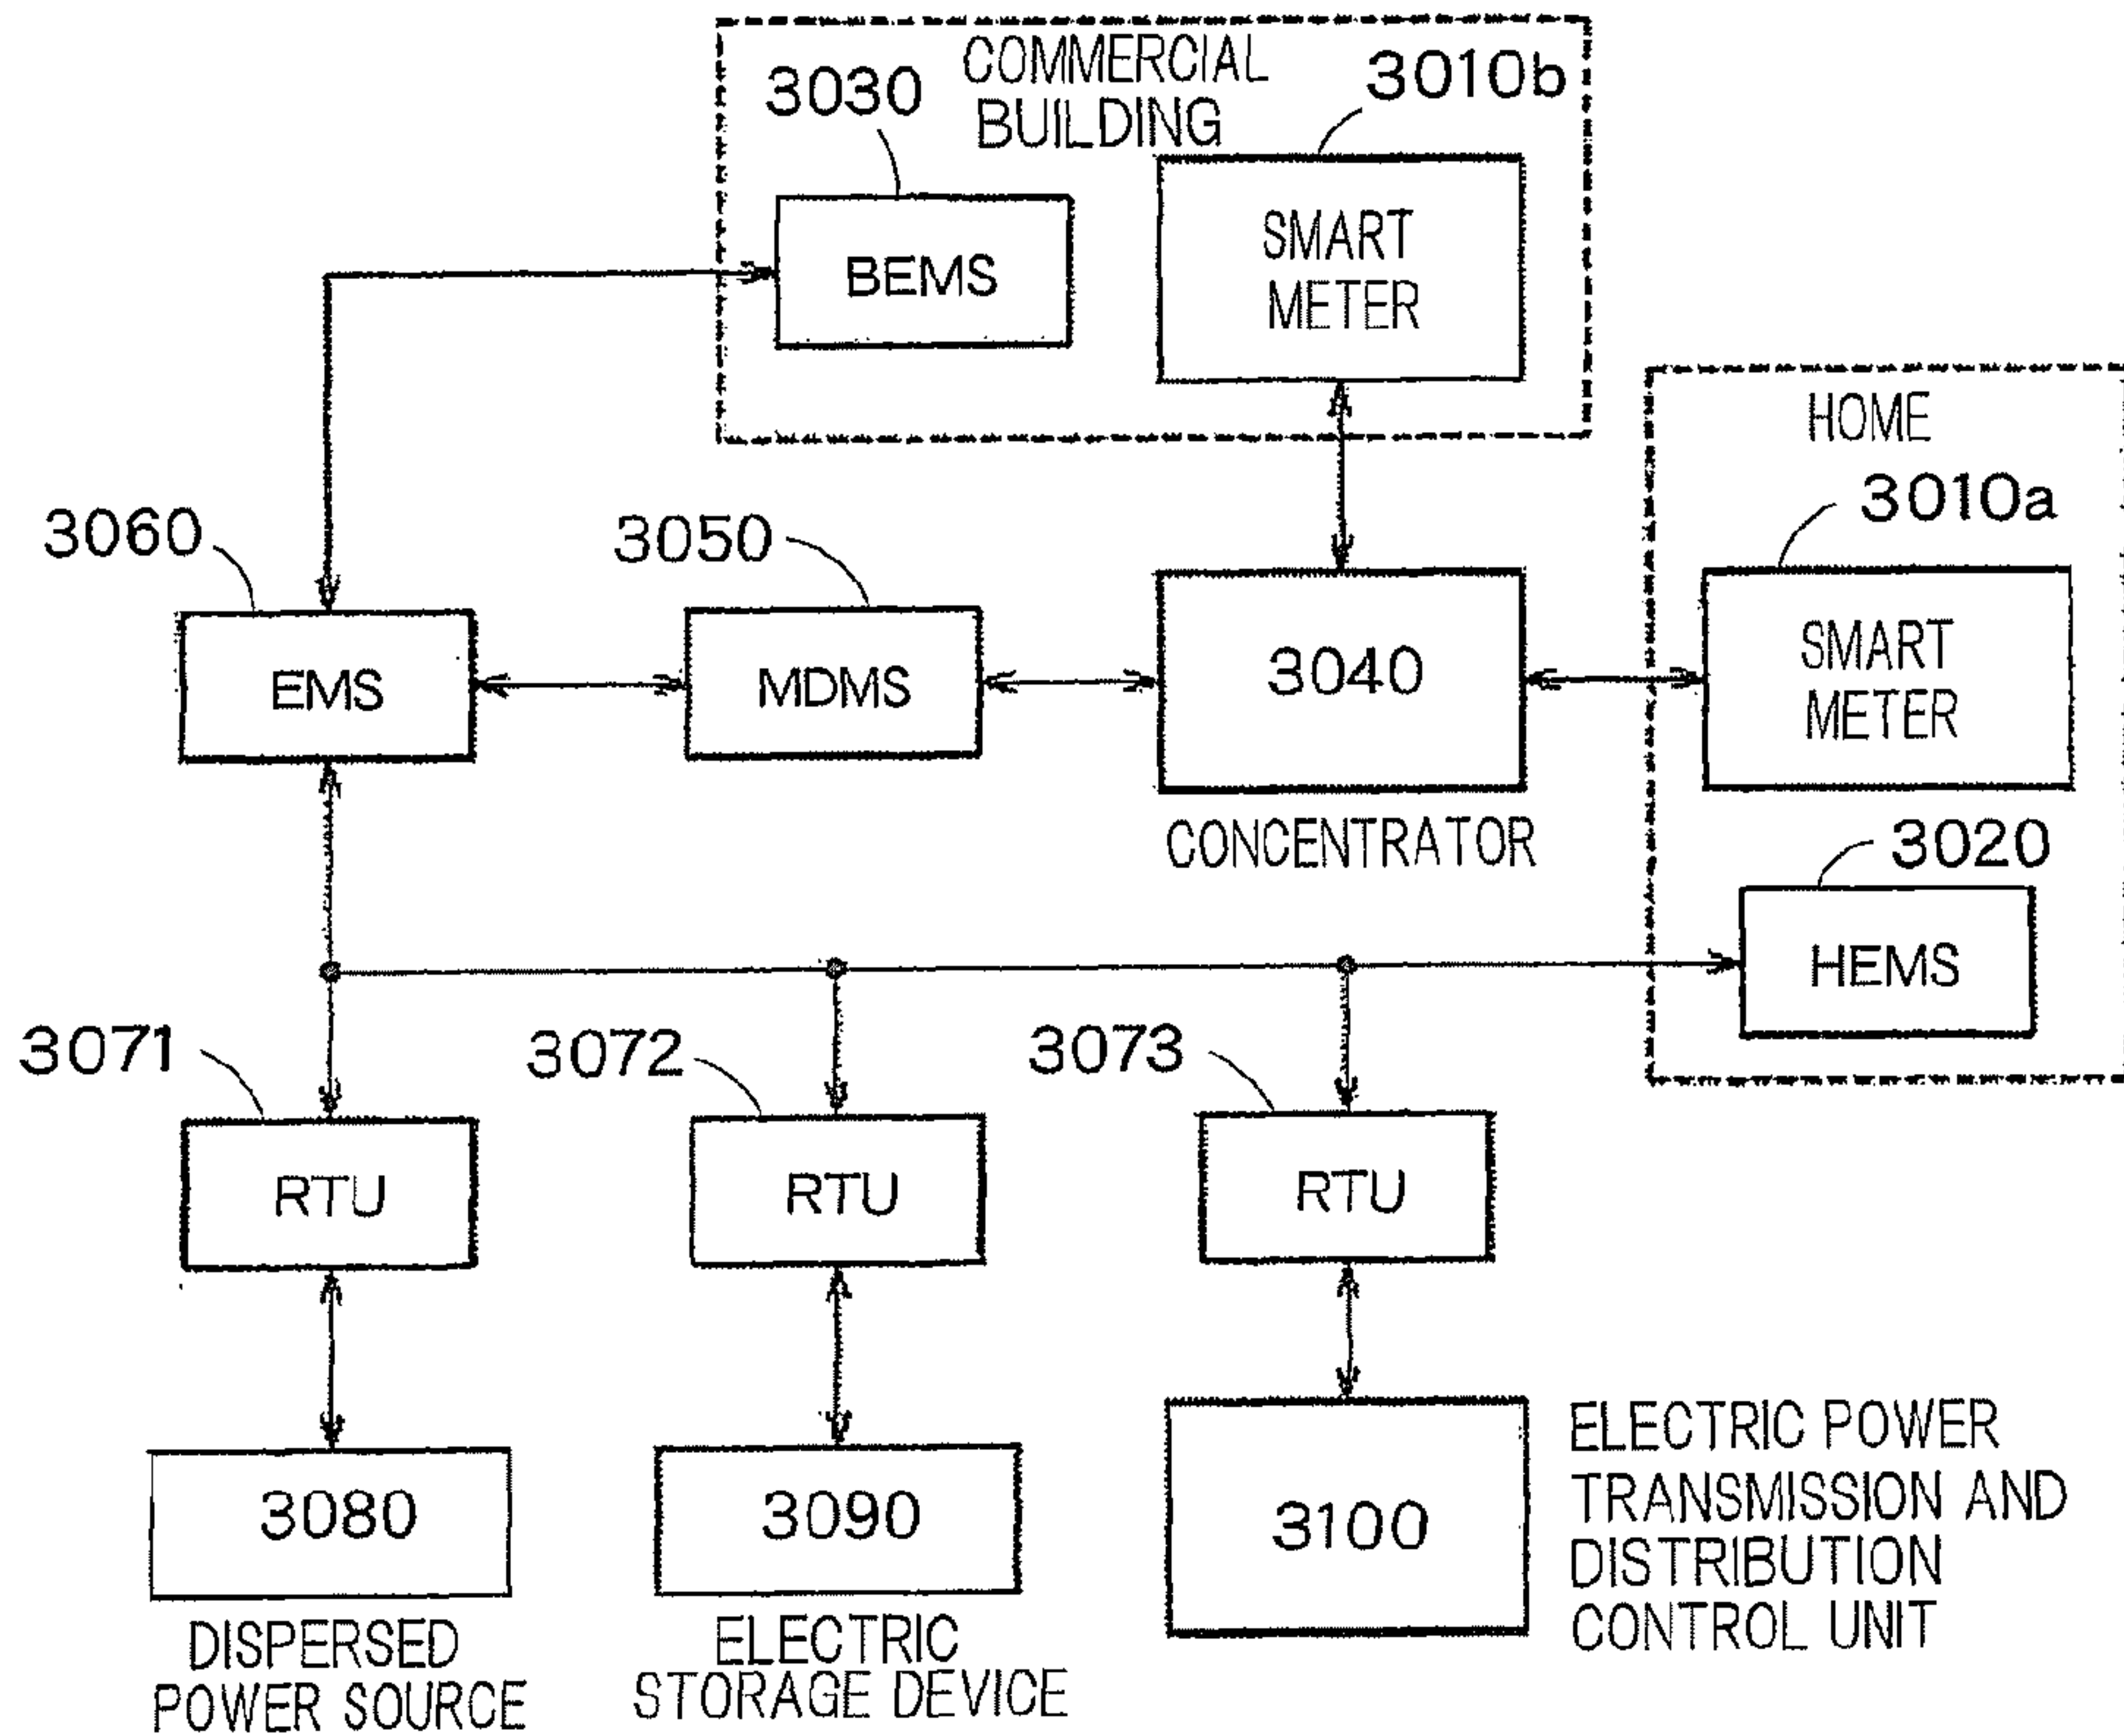 COMMERCIAL
BUILDING
3030
3010b
BEMS
SMART
METER
HOME
3010a
3060
3050
EMS
MDMS
3040
SMART
METER
CONCENTRATOR
3020
HEMS
3071
3072
3073
RTU
RTU
RTU
3080
3090
3100
DISPERSED
POWER SOURCE
ELECTRIC
STORAGE DEVICE
ELECTRIC POWER
TRANSMISSION AND
DISTRIBUTION
CONTROL UNIT